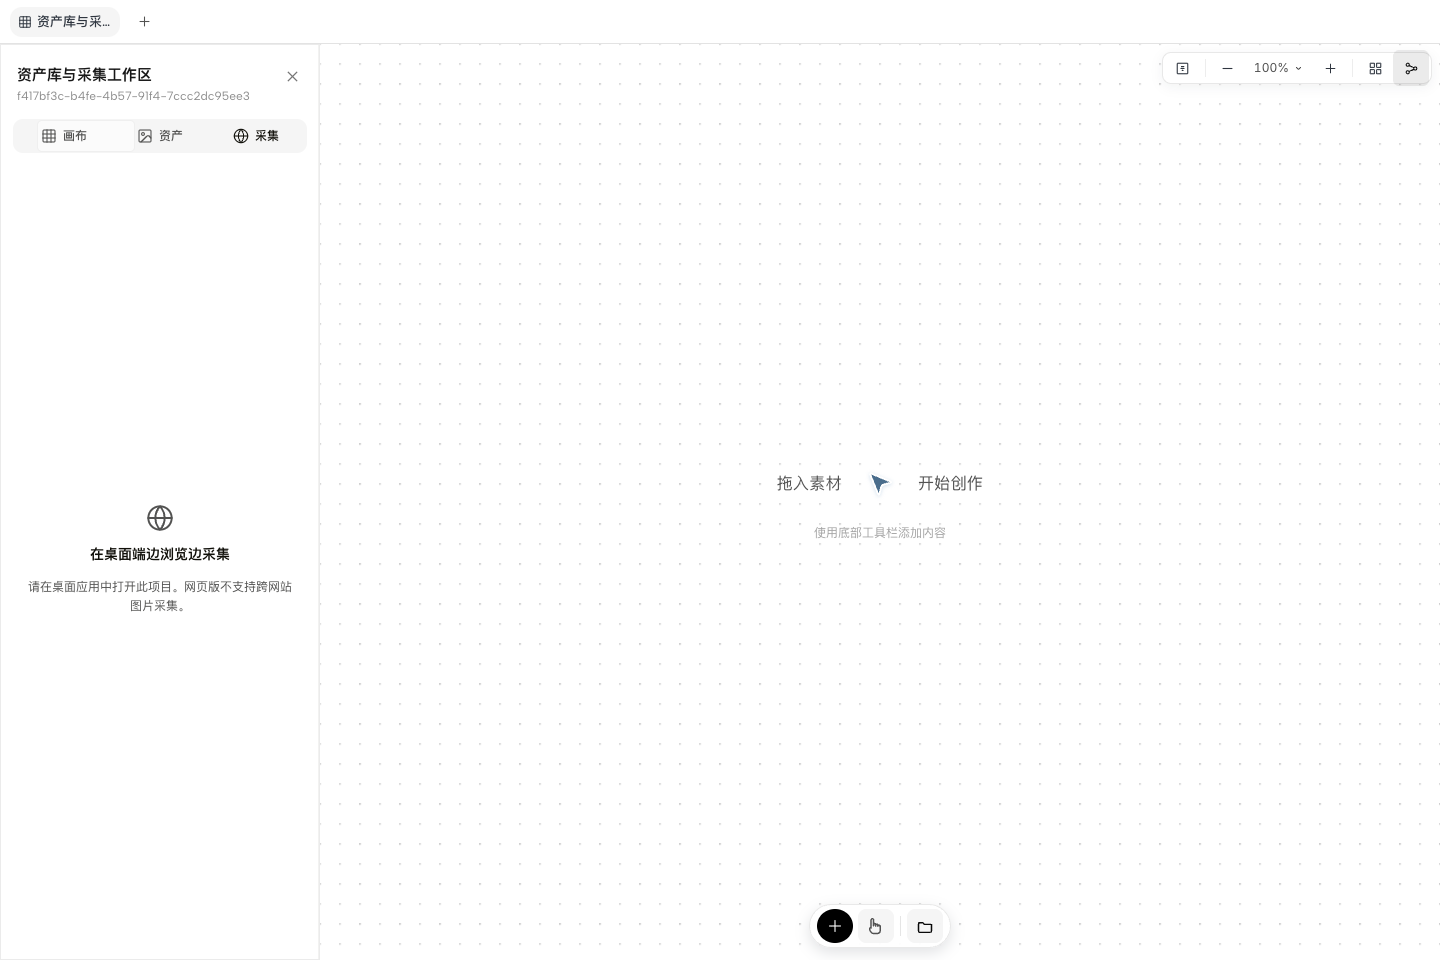 资产库与采...
资产库与采集工作区
f417bf3c-b4fe-4b57-91f4-7ccc2dc95ee3
画布 资产 采集
100%
拖入素材 开始创作
使用底部工具栏添加内容
在桌面端边浏览边采集
请在桌面应用中打开此项目。网页版不支持跨网站
图片采集。